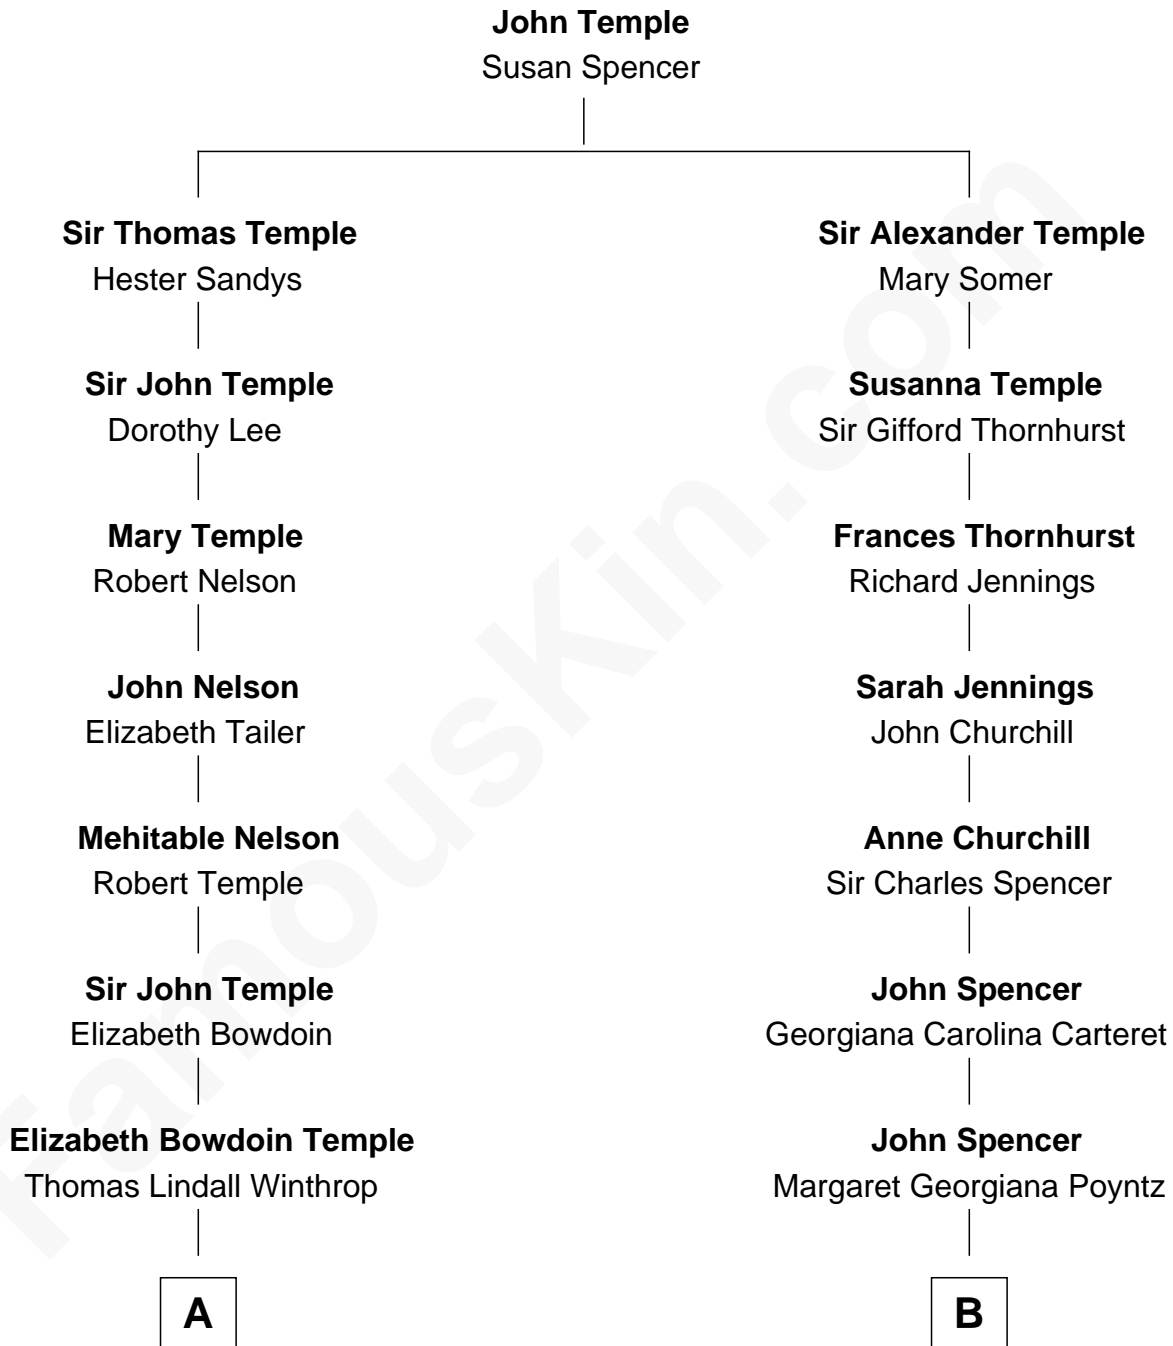 John Temple
Susan Spencer
Sir Thomas Temple
Hester Sandys
Sir Alexander Temple
Mary Somer
Sir John Temple
Dorothy Lee
Susanna Temple
Sir Gifford Thornhurst
Mary Temple
Robert Nelson
Frances Thornhurst
Richard Jennings
John Nelson
Elizabeth Tailer
Sarah Jennings
John Churchill
Mehitable Nelson
Robert Temple
Anne Churchill
Sir Charles Spencer
Sir John Temple
Elizabeth Bowdoin
John Spencer
Georgiana Carolina Carteret
Elizabeth Bowdoin Temple
Thomas Lindall Winthrop
John Spencer
Margaret Georgiana Poyntz
A
B
FamousKin.com